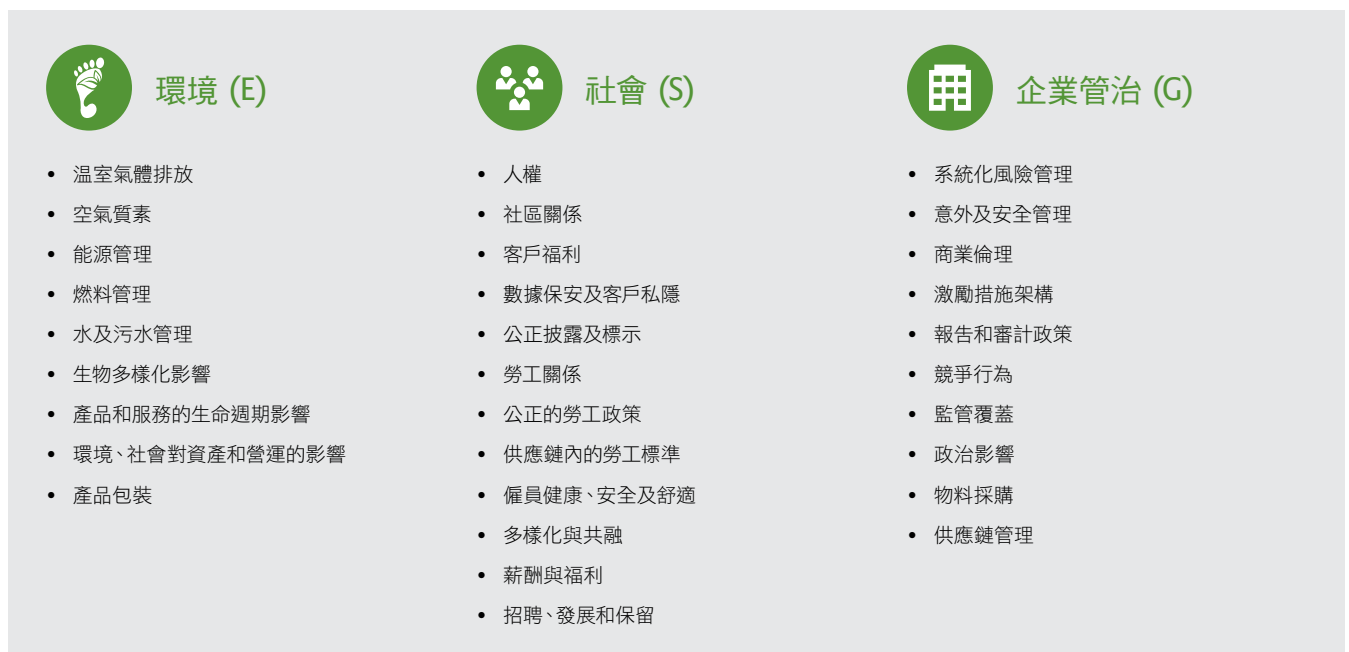 環境 (E)
• 温室氣體排放
• 空氣質素
• 能源管理
• 燃料管理
• 水及污水管理
• 生物多樣化影響
• 產品和服務的生命週期影響
• 環境、社會對資產和營運的影響
• 產品包裝
社會 (S)
• 人權
• 社區關係
• 客戶福利
• 數據保安及客戶私隱
• 公正披露及標示
• 勞工關係
• 公正的勞工政策
• 供應鏈內的勞工標準
• 僱員健康、安全及舒適
• 多樣化與共融
• 薪酬與福利
• 招聘、發展和保留
企業管治 (G)
• 系統化風險管理
• 意外及安全管理
• 商業倫理
• 激勵措施架構
• 報告和審計政策
• 競爭行為
• 監管覆蓋
• 政治影響
• 物料採購
• 供應鏈管理